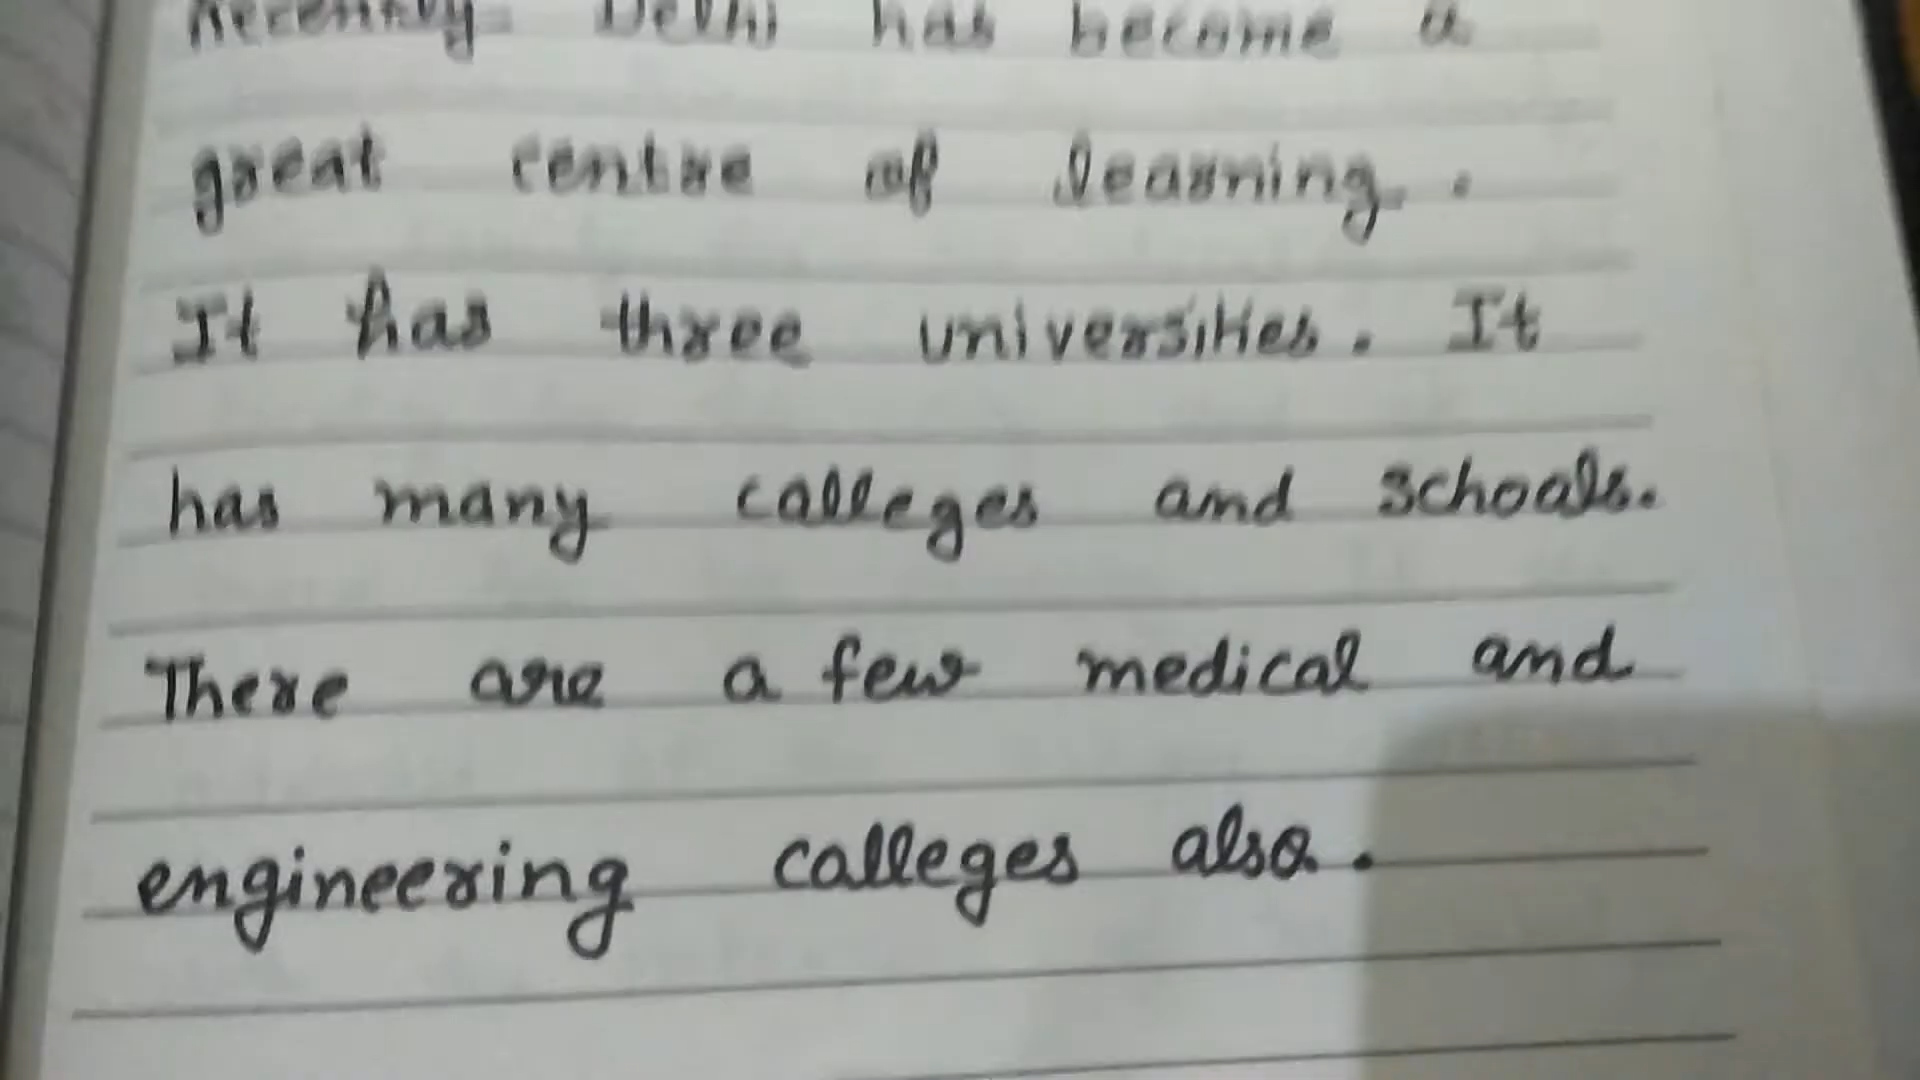 Recently Delhi has become a
great centre of learning.
It has three universities. It
has many colleges and schools.
There are a few medical and
engineering colleges also.